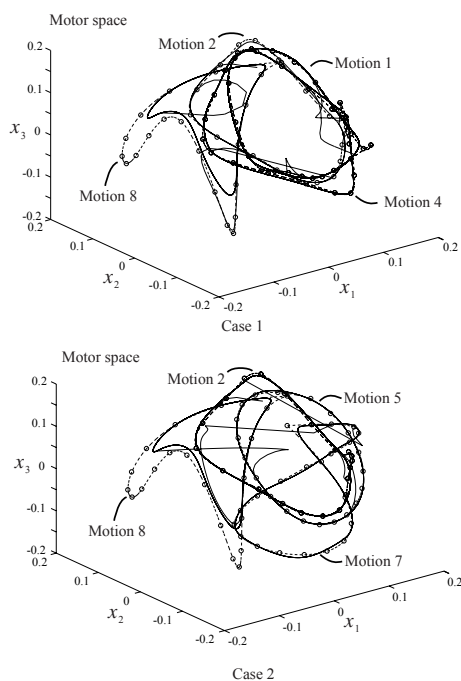 Motor space
Motion 2
Motion 1
Motion 8
Motion 4
x3
0.2
0.1
0
-0.1
-0.2
0.2
0.1
0
-0.1
-0.2
x2
-0.1
0
0.1
0.2
x1
Case 1
Motor space
Motion 2
Motion 5
Motion 8
Motion 7
x3
0.2
0.1
0
-0.1
-0.2
0.2
0.1
0
-0.1
-0.2
x2
-0.2
-0.1
0
0.1
0.2
x1
Case 2